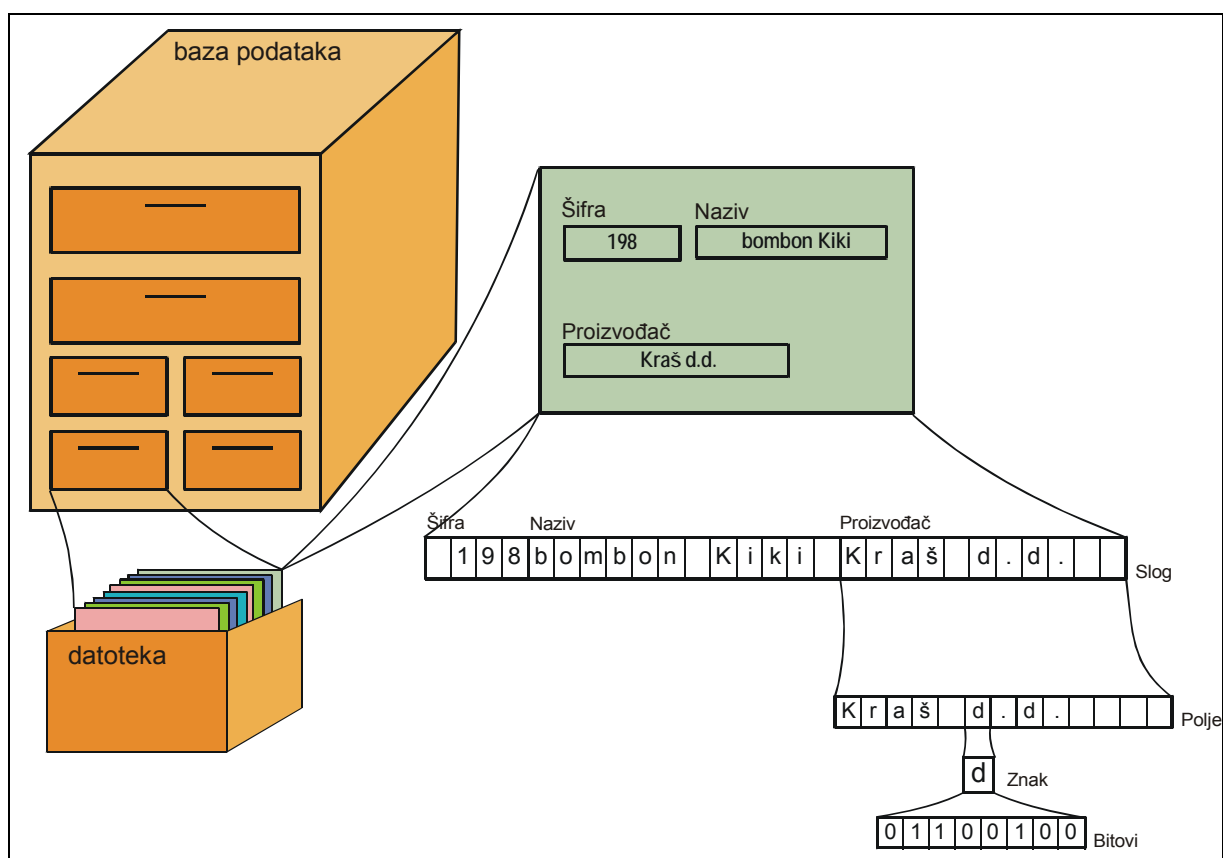 baza podataka
Šifra Naziv
198 bombon Kiki
Proizvođač
Kraš d.d.
Šifra Naziv Proizvođač
198bombon Kiki Kraš d.d.
Slog
datoteka
Kraš d.d.
Polje
d Znak
01100100 Bitovi